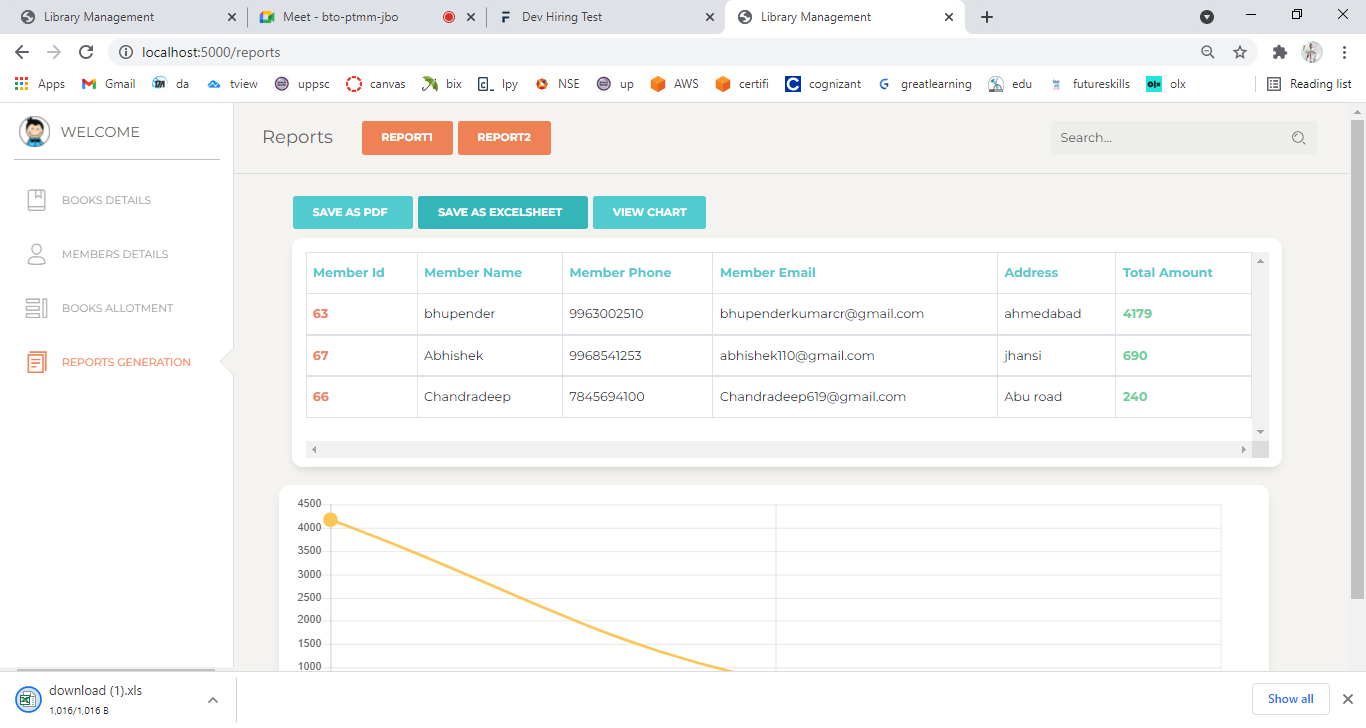 Library Management
Meet - bto-ptmm-jbo
Dev Hiring Test
Library Management
localhost:5000/reports
Apps Gmail da tview uppsc canvas bix lpy NSE up AWS certifi cognizant greatlearning edu futureskills olx Reading list
WELCOME
Reports REPORT1 REPORT2 Search...
BOOKS DETAILS
MEMBERS DETAILS
BOOKS ALLOTMENT
REPORTS GENERATION
SAVE AS PDF SAVE AS EXCELSHEET VIEW CHART
Member Id Member Name Member Phone Member Email Address Total Amount
63 bhupender 9963002510 bhupenderkumarcr@gmail.com ahmedabad 4179
67 Abhishek 9968541253 abhishek110@gmail.com jhansi 690
66 Chandradeep 7845694100 Chandradeep619@gmail.com Abu road 240
4500
4000
3500
3000
2500
2000
1500
1000
download (1).xls
1,016/1,016 B
Show all